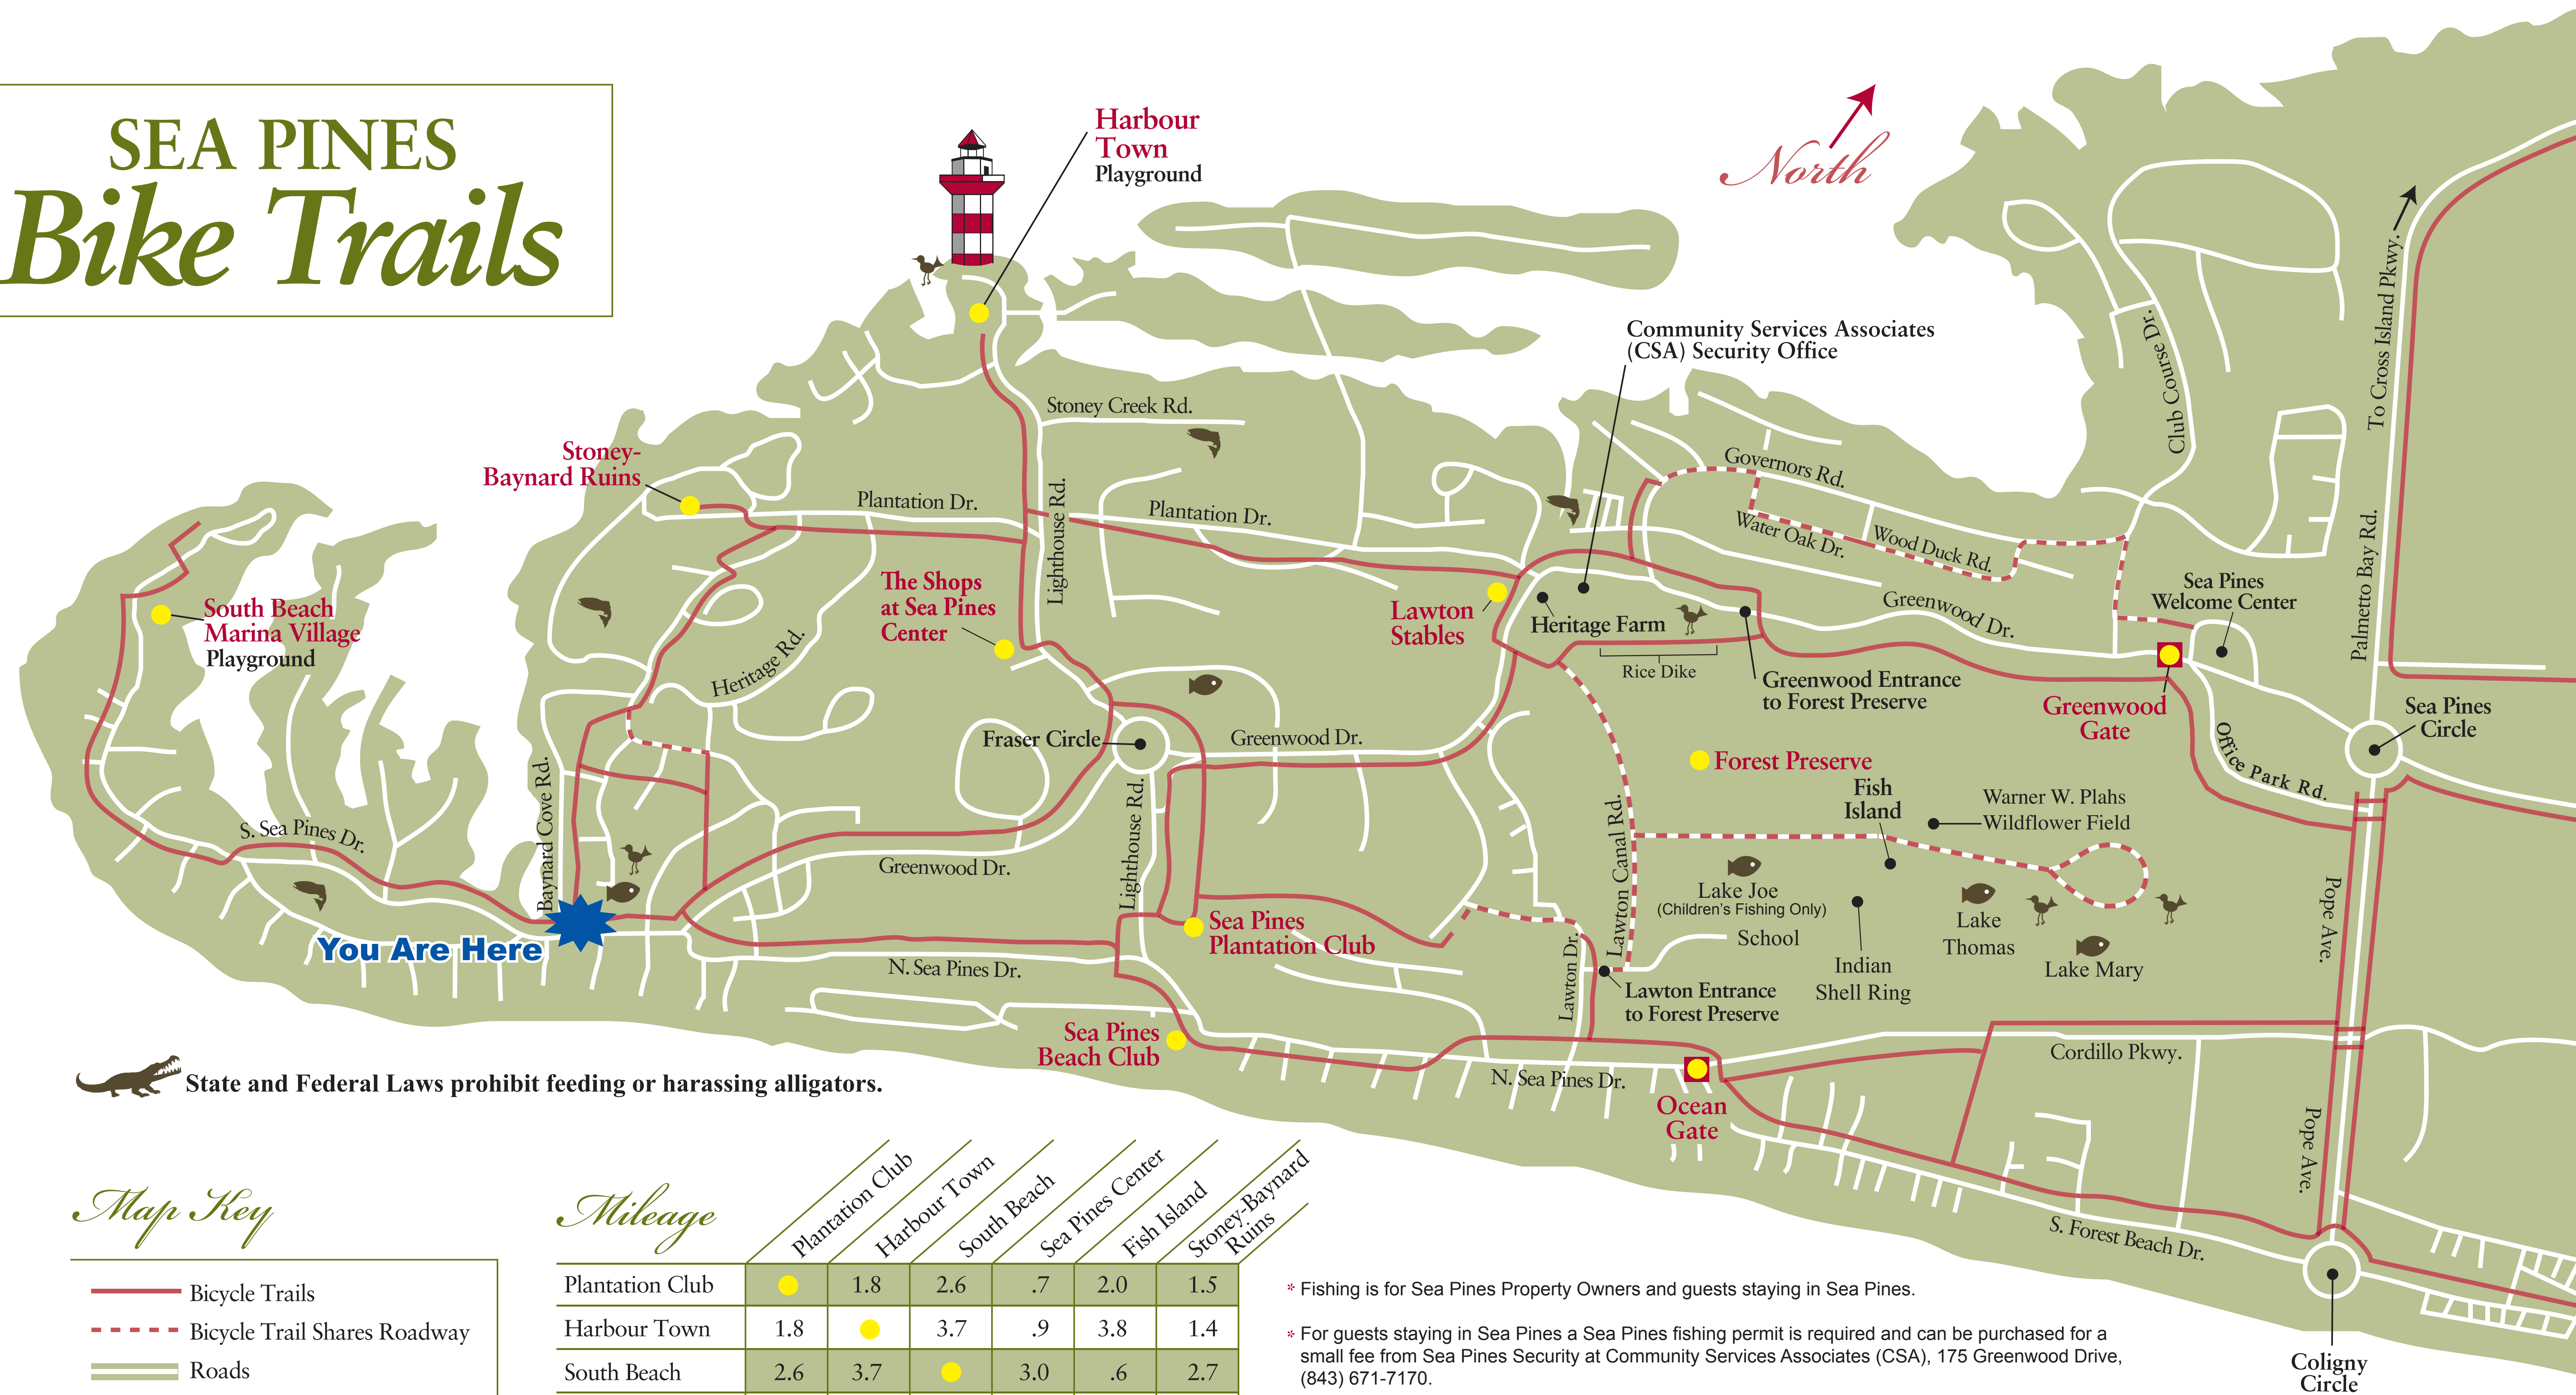 SEA PINES
Bike Trails
Harbour
Town
Playground
North
To Cross Island Pkwy.
Club Course Dr.
Community Services Associates
(CSA) Security Office
Stoney Creek Rd.
Stoney-
Baynard Ruins
Governors Rd.
Plantation Dr.
Lighthouse Rd.
Plantation Dr.
Water Oak Dr.
Wood Duck Rd.
Palmetto Bay Rd.
The Shops
at Sea Pines
Center
Sea Pines
Welcome Center
South Beach
Marina Village
Playground
Lawton
Stables
Heritage Farm
Greenwood Dr.
Heritage Rd.
Rice Dike
Greenwood Entrance
to Forest Preserve
Greenwood
Gate
Sea Pines
Circle
Fraser Circle
Greenwood Dr.
Office Park Rd.
Forest Preserve
Fish
Island
Warner W. Plahs
Wildflower Field
Baynard Cove Rd.
S. Sea Pines Dr.
Greenwood Dr.
Lighthouse Rd.
Lawton Canal Rd.
Lake Joe
(Children's Fishing Only)
Pope Ave.
You Are Here
Sea Pines
Plantation Club
School
Lake
Thomas
Indian
Shell Ring
Lake Mary
N. Sea Pines Dr.
Lawton Dr.
Lawton Entrance
to Forest Preserve
Sea Pines
Beach Club
Cordillo Pkwy.
N. Sea Pines Dr.
State and Federal Laws prohibit feeding or harassing alligators.
Ocean
Gate
Pope Ave.
S. Forest Beach Dr.
Coligny
Circle
Map Key
Bicycle Trails
Bicycle Trail Shares Roadway
Roads
Mileage
Plantation Club
Harbour Town
South Beach
Sea Pines Center
Fish Island
Stoney-Baynard
Ruins
Plantation Club 1.8 2.6 .7 2.0 1.5
Harbour Town 1.8 3.7 .9 3.8 1.4
South Beach 2.6 3.7 3.0 .6 2.7
* Fishing is for Sea Pines Property Owners and guests staying in Sea Pines.
* For guests staying in Sea Pines a Sea Pines fishing permit is required and can be purchased for a
small fee from Sea Pines Security at Community Services Associates (CSA), 175 Greenwood Drive,
(843) 671-7170.